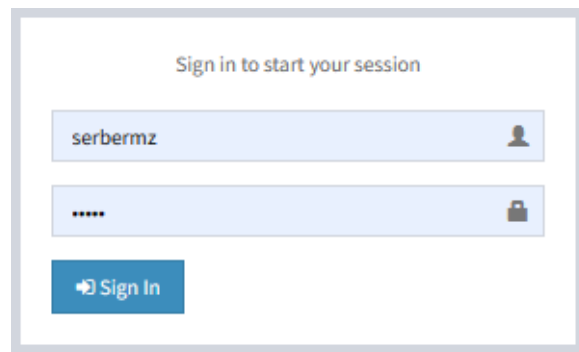 Sign in to start your session
serbermz
•••••
Sign In